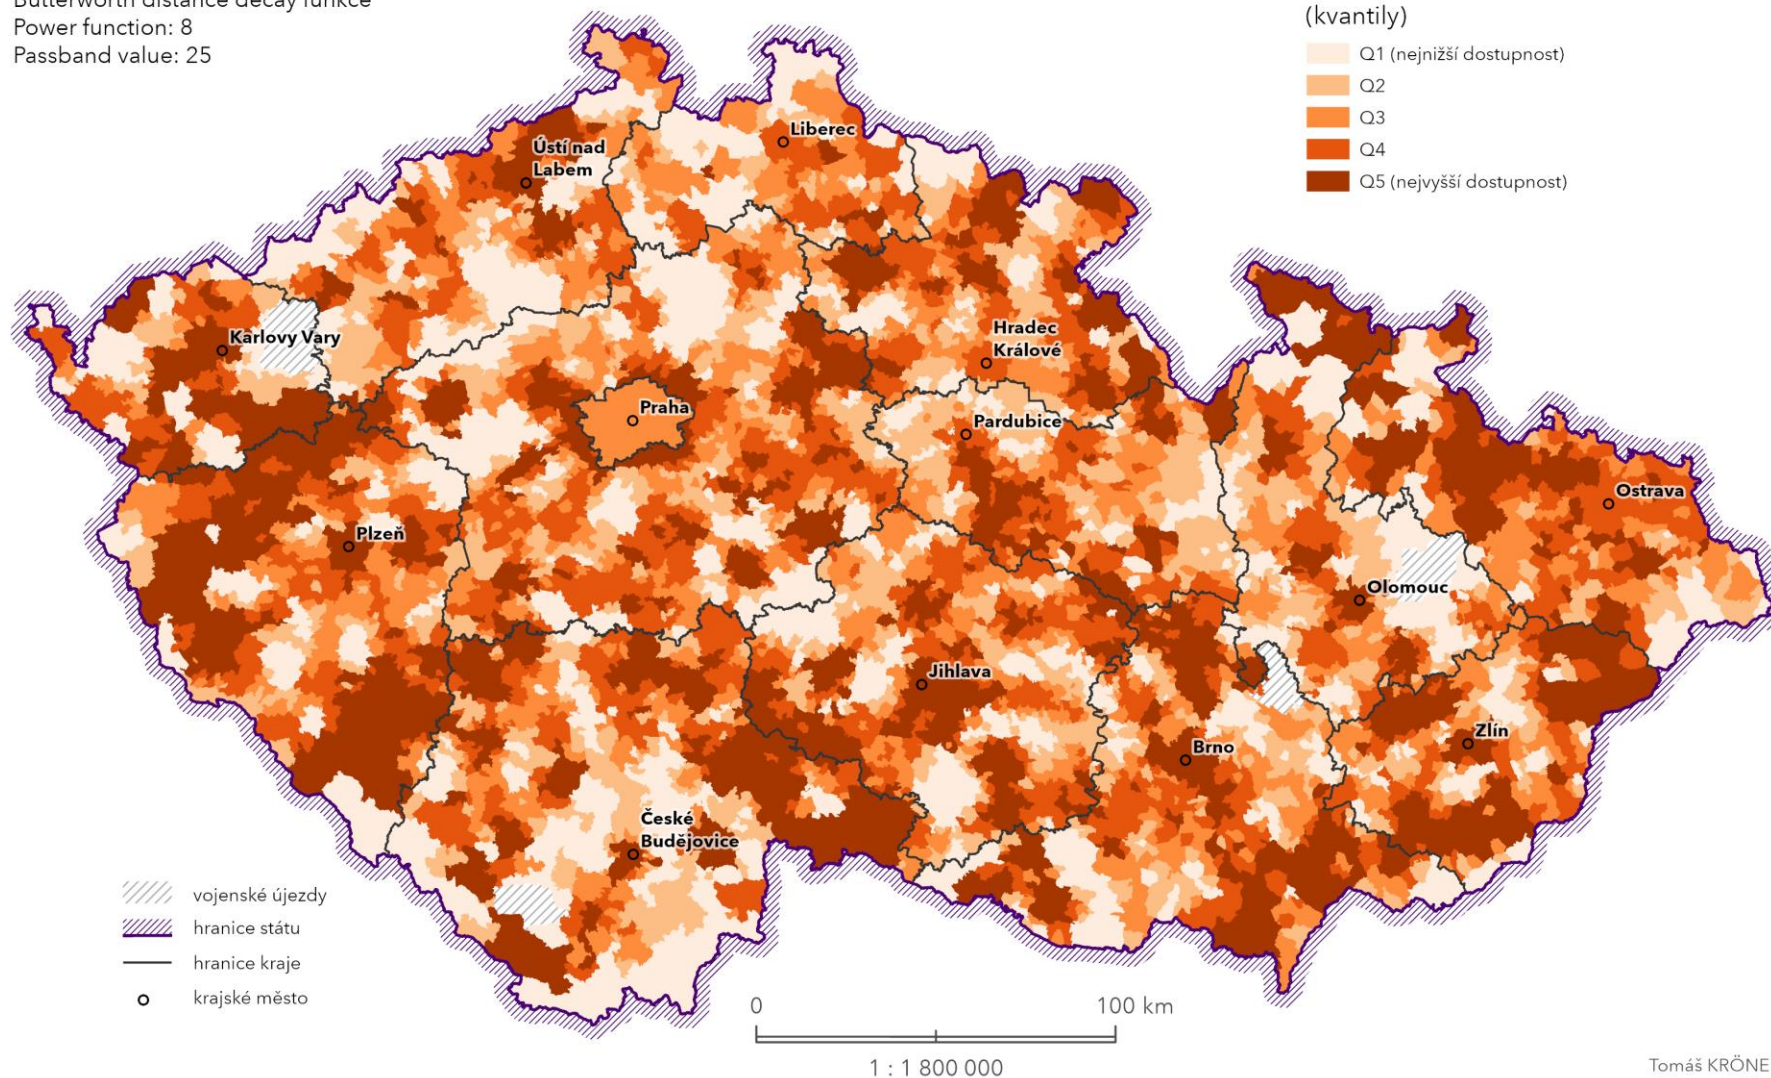 Butterworth distance decay funkce
Power function: 8
Passband value: 25
(kvantily)
Q1 (nejnižší dostupnost)
Q2
Q3
Q4
Q5 (nejvyšší dostupnost)
Liberec
Ústí nad
Labem
Karlovy Vary
Hradec
Králové
Praha
Pardubice
Ostrava
Plzeň
Olomouc
Jihlava
Zlín
Brno
České
Budějovice
vojenské újezdy
hranice státu
hranice kraje
krajské město
0 100 km
1 : 1 800 000
Tomáš KRÖNE